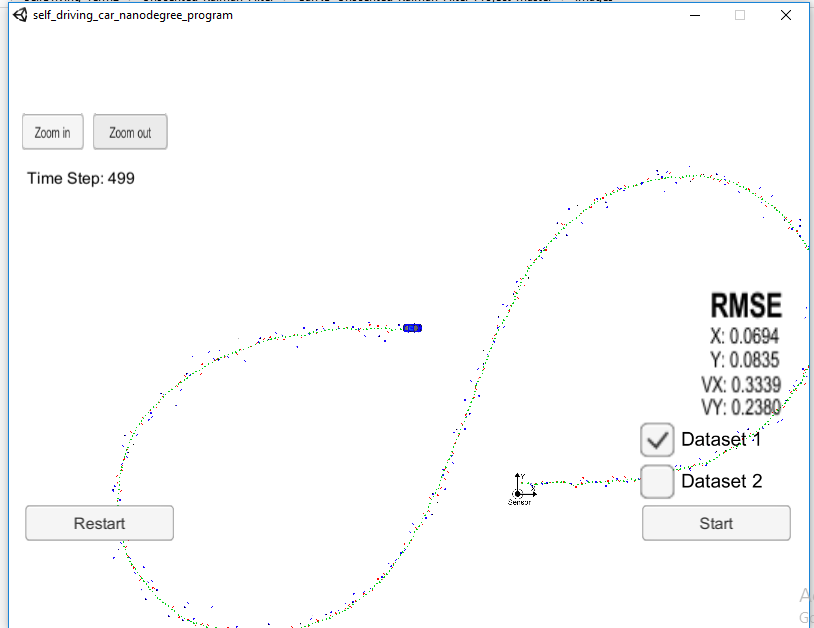 self_driving_car_nanodegree_program
Zoom in
Zoom out
Time Step: 499
RMSE
X: 0.0694
Y: 0.0835
VX: 0.3339
VY: 0.2380
Dataset 1
Dataset 2
Y
X
Sensor
Restart
Start